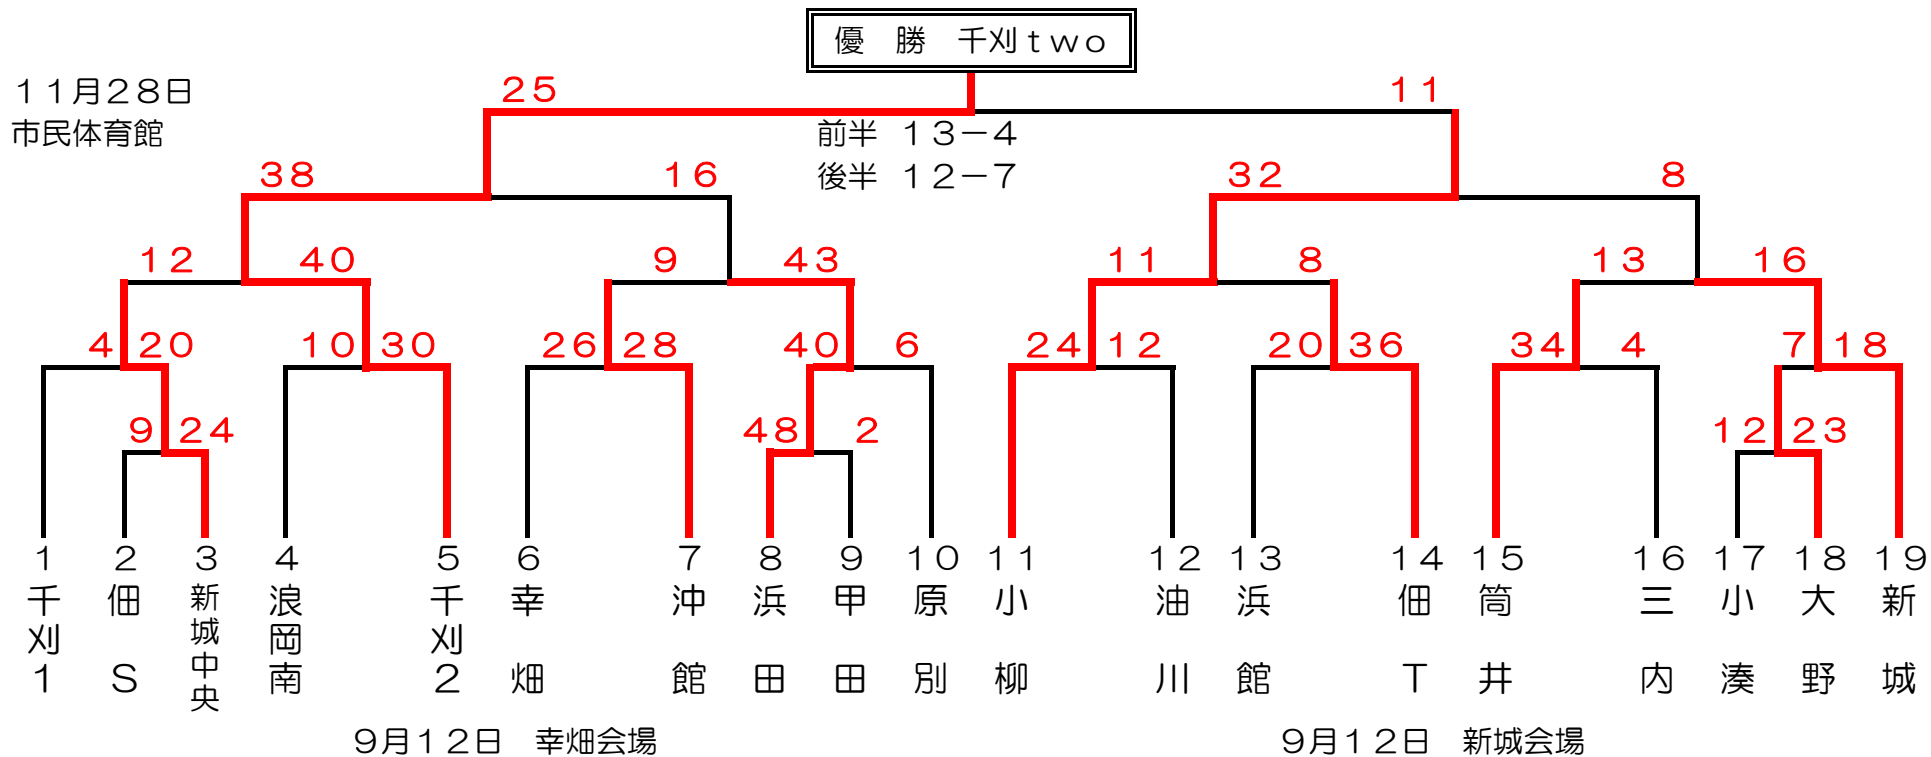 優　勝　千刈ｔｗｏ
１１月２８日
市民体育館
25 11
前半 １３－４
後半 １２－７
38 16 32 8
12 40 9 43 11 8 13 16
4 20 10 30 26 28 40 6 24 12 20 36 34 4 7 18
9 24 48 2 12 23
1 2 3 4 5 6 7 8 9 10 11 12 13 14 15 16 17 18 19
千刈１
佃Ｓ
新城中央
浪岡南
千刈２
幸畑
沖館
浜田
甲田
原別
小柳
油川
浜館
佃Ｔ
筒井
三内
小湊
大野
新城
９月１２日　幸畑会場
９月１２日　新城会場